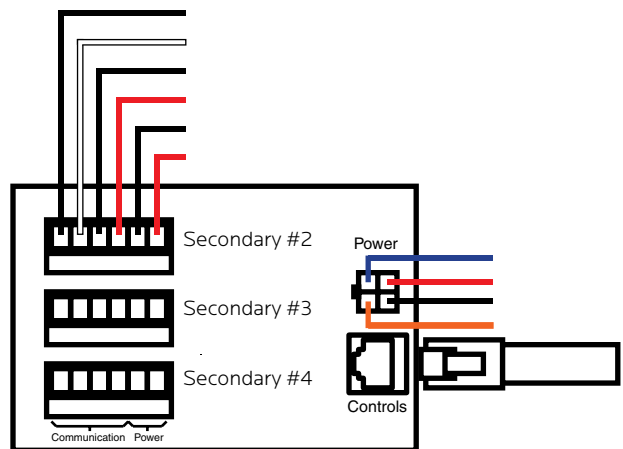 Secondary #2
Power
Secondary #3
Secondary #4
Controls
Communication Power